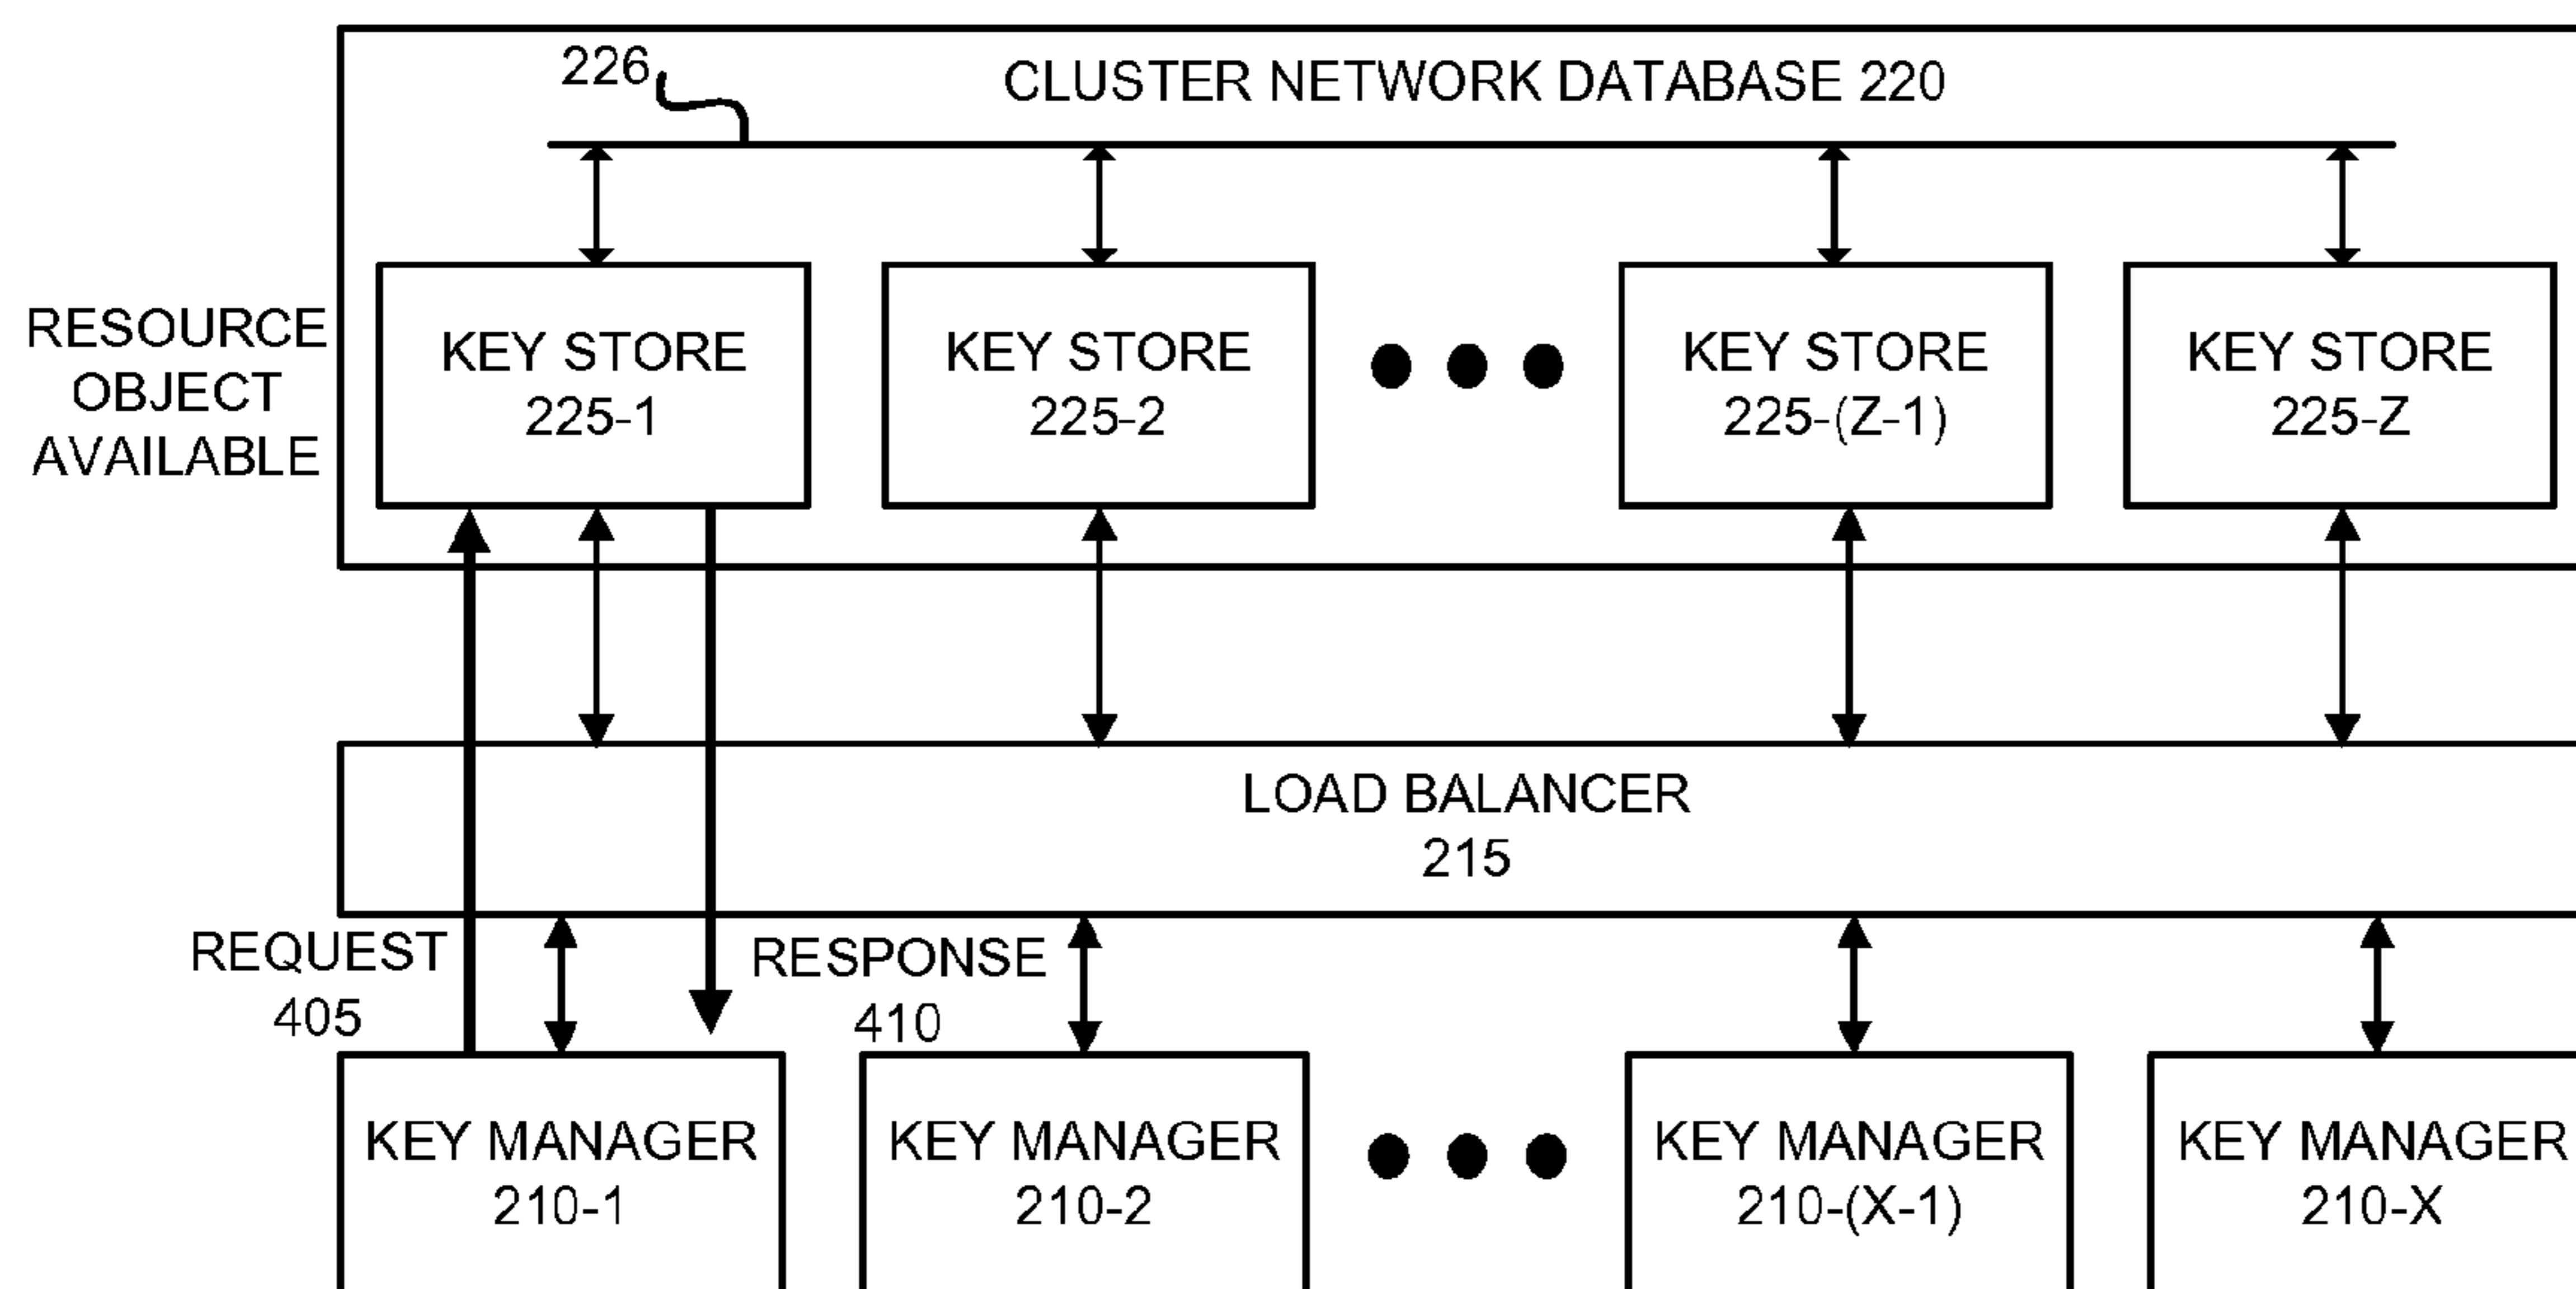 226
CLUSTER NETWORK DATABASE 220
RESOURCE
OBJECT
AVAILABLE
KEY STORE
225-1
KEY STORE
225-2
KEY STORE
225-(Z-1)
KEY STORE
225-Z
LOAD BALANCER
215
REQUEST
405
RESPONSE
410
KEY MANAGER
210-1
KEY MANAGER
210-2
KEY MANAGER
210-(X-1)
KEY MANAGER
210-X